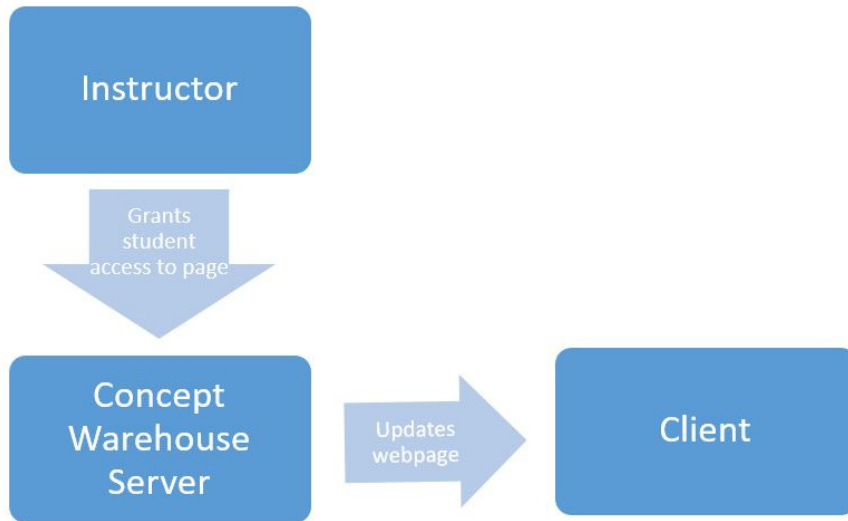 Instructor
Grants
student
access to page
Concept
Warehouse
Server
Updates
webpage
Client